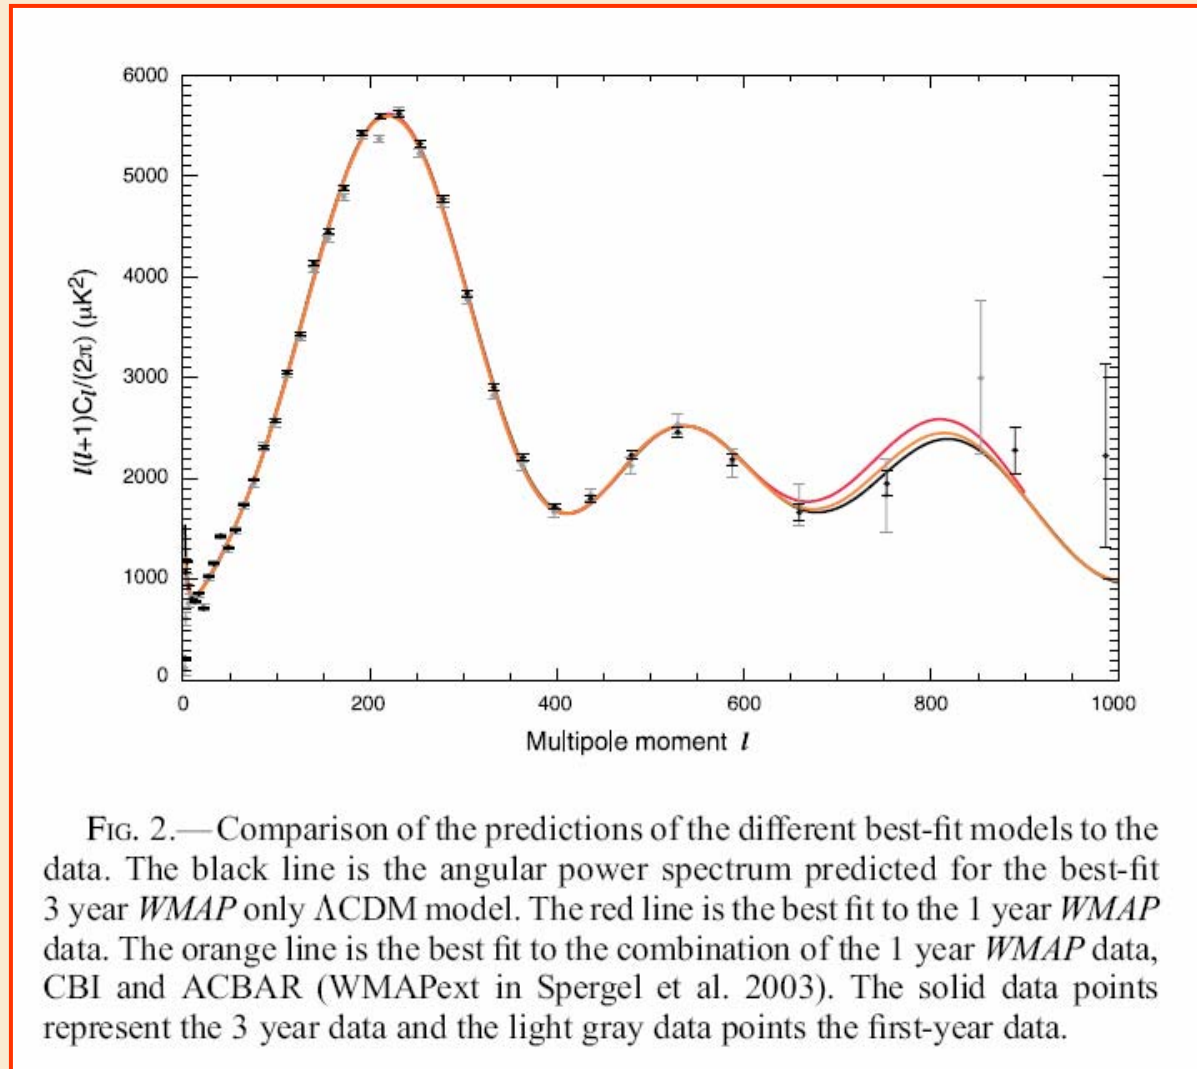 6000
5000
4000
3000
2000
1000
0
l(l+1)Cl/(2π) (μK²)
0 200 400 600 800 1000
Multipole moment l
FIG. 2.—Comparison of the predictions of the different best-fit models to the
data. The black line is the angular power spectrum predicted for the best-fit
3 year WMAP only ΛCDM model. The red line is the best fit to the 1 year WMAP
data. The orange line is the best fit to the combination of the 1 year WMAP data,
CBI and ACBAR (WMAPext in Spergel et al. 2003). The solid data points
represent the 3 year data and the light gray data points the first-year data.